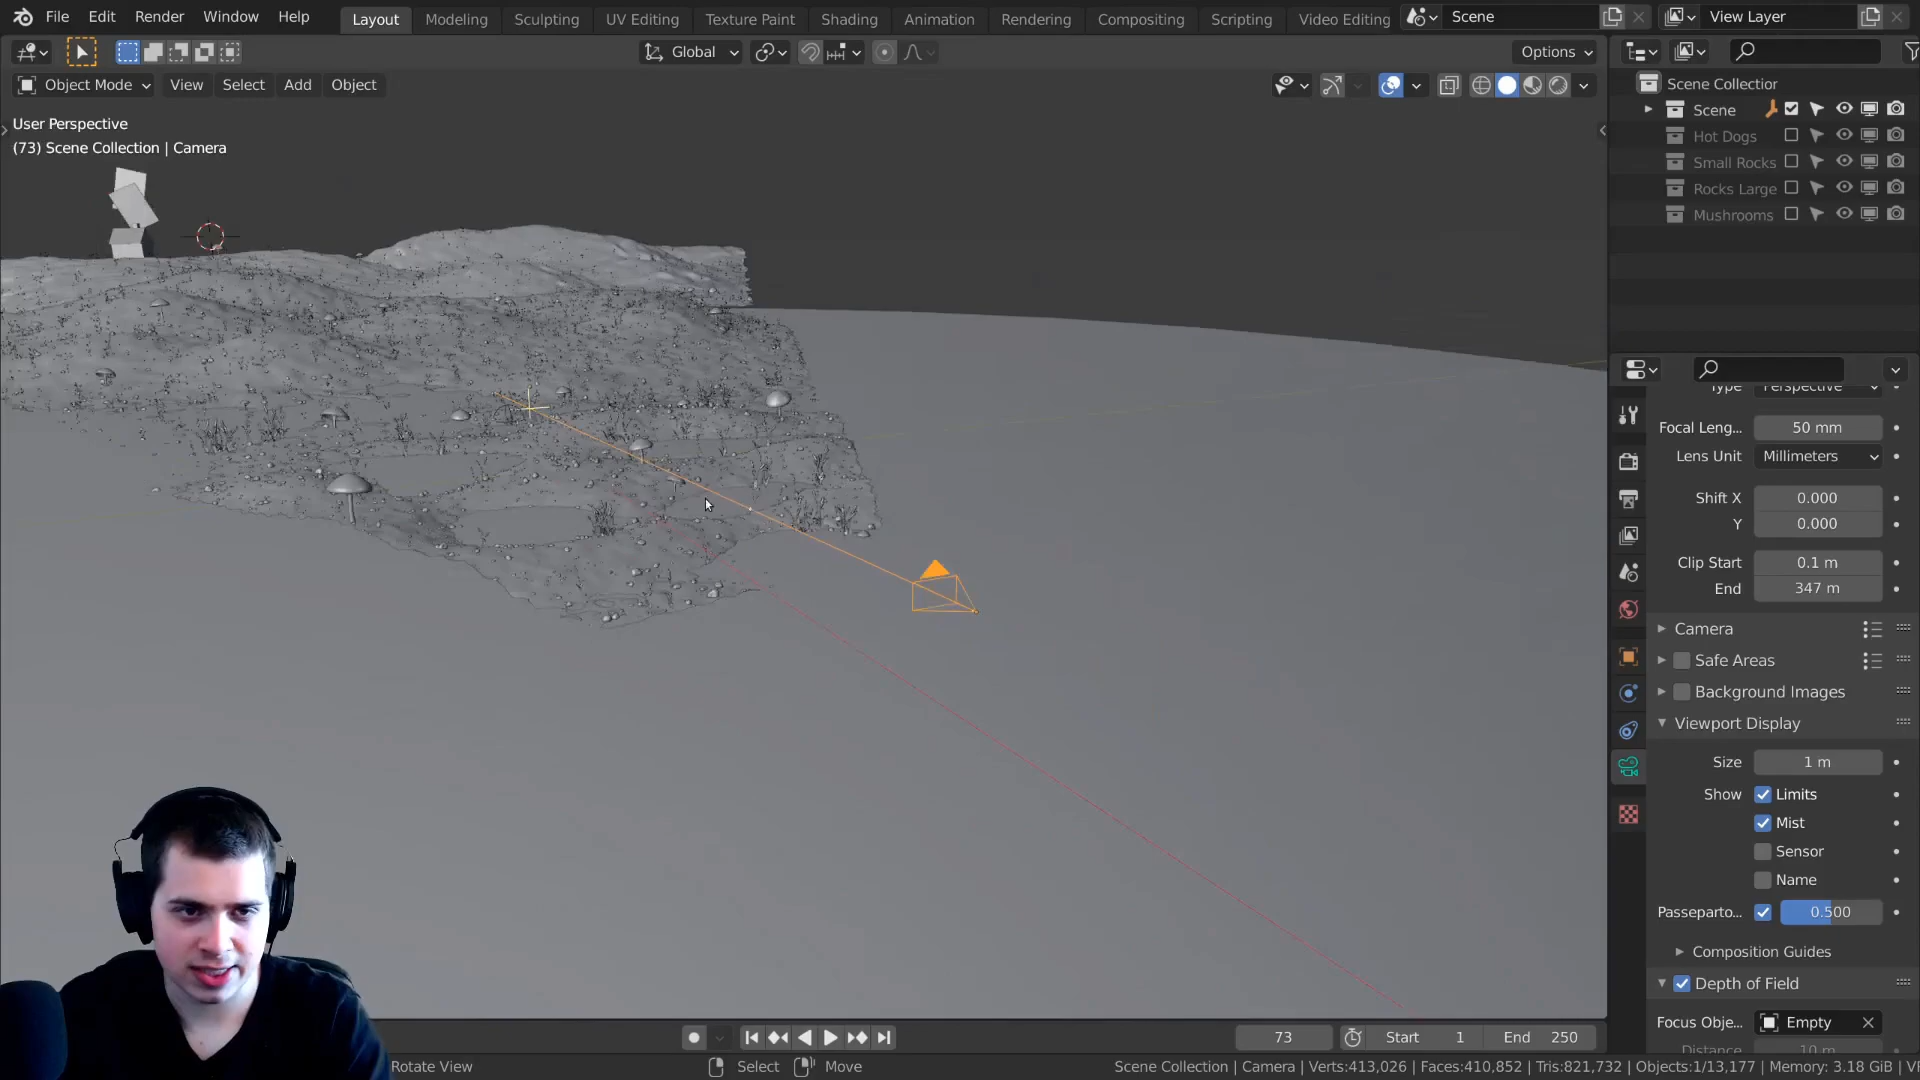 File Edit Render Window Help Layout Modeling Sculpting UV Editing Texture Paint Shading Animation Rendering Compositing Scripting Video Editing Scene View Layer
Global Options
Object Mode View Select Add Object
User Perspective
(73) Scene Collection | Camera
Scene Collection
Scene
Hot Dogs
Small Rocks
Rocks Large
Mushrooms
Type Perspective
Focal Leng... 50 mm
Lens Unit Millimeters
Shift X 0.000
Y 0.000
Clip Start 0.1 m
End 347 m
Camera
Safe Areas
Background Images
Viewport Display
Size 1 m
Show Limits
Mist
Sensor
Name
Passeparto... 0.500
Composition Guides
Depth of Field
Focus Obje... Empty
Distance 10 m
73 Start 1 End 250
Rotate View Select Move Scene Collection | Camera | Verts:413,026 | Faces:410,852 | Tris:821,732 | Objects:1/13,177 | Memory: 3.18 GiB | V